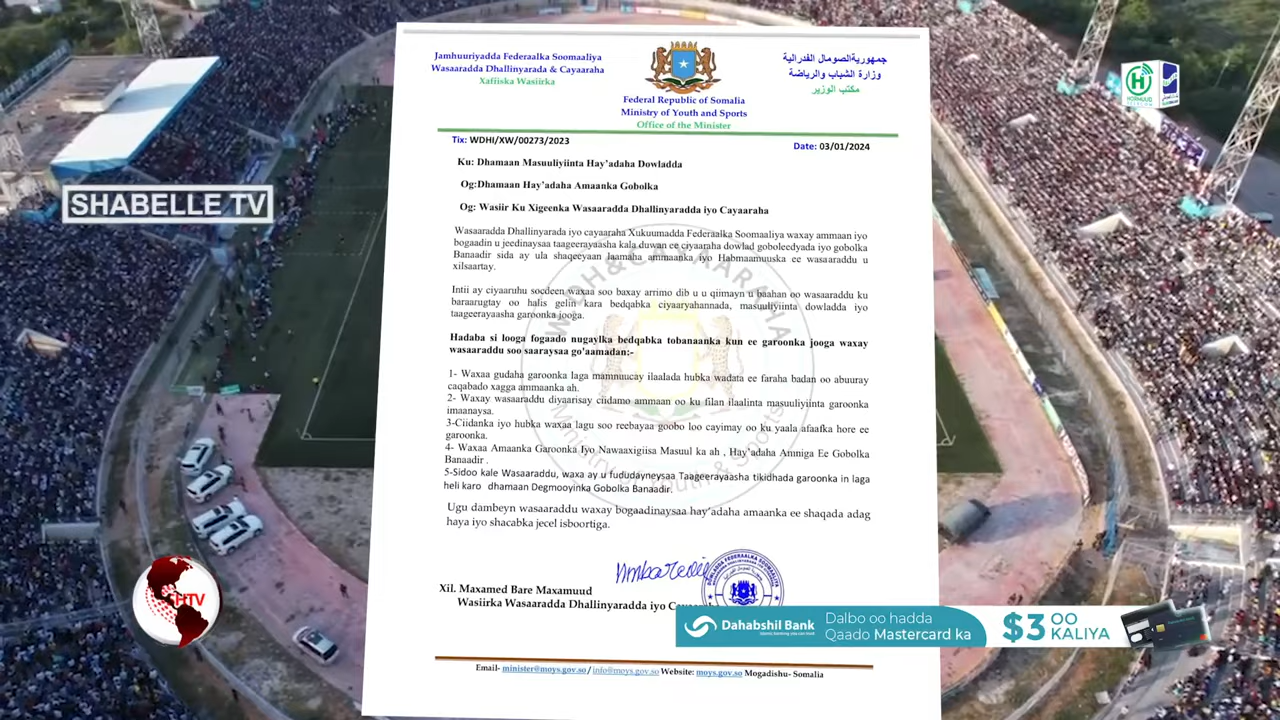 Jamhuuriyadda Federaalka Soomaaliya
Wasaaradda Dhallinyarada & Cayaaraha
Xafiiska Wasiirka
Federal Republic of Somalia
Ministry of Youth and Sports
Office of the Minister
جمهورية الصومال الفدرالية
وزارة الشباب والرياضة
مكتب الوزير
Tix: WDHI/XW/00273/2023
Date: 03/01/2024
Ku: Dhamaan Masuuliyiinta Hay'adaha Dowladda
Og:Dhamaan Hay'adaha Amaanka Gobolka
Og: Wasiir Ku Xigeenka Wasaaradda Dhallinyaradda iyo Cayaaraha
Wasaaradda Dhallinyarada iyo cayaaraha Xukuumadda Federaalka Soomaaliya waxay ammaan iyo
bogaadin u jeedinaysaa taageerayaasha kala duwan ee ciyaaraha dowlad goboleedyada iyo gobolka
Banaadir sida ay ula shaqeeyaan laamaha ammaanka iyo Habmaamuuska ee wasaaraddu u
xilsaartay.
Intii ay ciyaaruhu socdeen waxaa soo baxay arrimo dib u u qiimayn u baahan oo wasaaraddu ku
baraarugtay oo halis gelin kara bedqabka ciyaaryahannada, masuuliyiinta dowladda iyo
taageerayaasha garoonka jooga.
Hadaba si looga fogaado nugaylka bedqabka tobanaanka kun ee garoonka jooga waxay
wasaaraddu soo saaraysaa go'aamadan:-
1- Waxaa gudaha garoonka laga mamnuucay ilaalada hubka wadata ee faraha badan oo abuuray
caqabado xagga ammaanka ah.
2- Waxay wasaaraddu diyaarisay ciidamo ammaan oo ku filan ilaalinta masuuliyiinta garoonka
imaanaysa.
3-Ciidanka iyo hubka waxaa lagu soo reebayaa goobo loo cayimay oo ku yaala afaafka hore ee
garoonka.
4- Waxaa Amaanka Garoonka Iyo Nawaaxigiisa Masuul ka ah , Hay'adaha Amniga Ee Gobolka
Banaadir .
5-Sidoo kale Wasaaraddu, waxa ay u fududayneysaa Taageerayaasha tikidhada garoonka in laga
heli karo dhamaan Degmooyinka Gobolka Banaadir.
Ugu dambeyn wasaaraddu waxay bogaadinaysaa hay'adaha amaanka ee shaqada adag
haya iyo shacabka jecel isboortiga.
Xil. Maxamed Bare Maxamuud
Wasiirka Wasaaradda Dhallinyaradda iyo
Email- minister@moys.gov.so / info@moys.gov.so Website: moys.gov.so Mogadishu- Somalia
WDH&CAYAARAHA
Ministry of Youth & Sports
SHABELLE TV
HORMUUD
TELECOM
HTV
Dahabshil Bank
Dalbo oo hadda
Qaado Mastercard ka
$3 OO
KALIYA